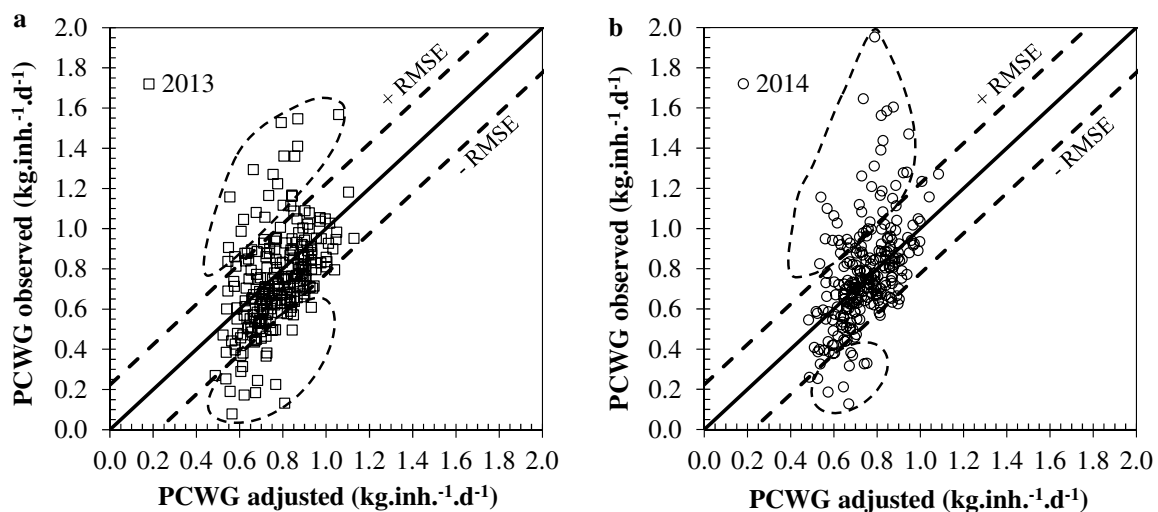 a
2.0
1.8
1.6
1.4
1.2
1.0
0.8
0.6
0.4
0.2
0.0
PCWG observed (kg.inh.⁻¹.d⁻¹)
2013
+ RMSE
- RMSE
0.0 0.2 0.4 0.6 0.8 1.0 1.2 1.4 1.6 1.8 2.0
PCWG adjusted (kg.inh.⁻¹.d⁻¹)
b
2.0
1.8
1.6
1.4
1.2
1.0
0.8
0.6
0.4
0.2
0.0
PCWG observed (kg.inh.⁻¹.d⁻¹)
2014
+ RMSE
- RMSE
0.0 0.2 0.4 0.6 0.8 1.0 1.2 1.4 1.6 1.8 2.0
PCWG adjusted (kg.inh.⁻¹.d⁻¹)